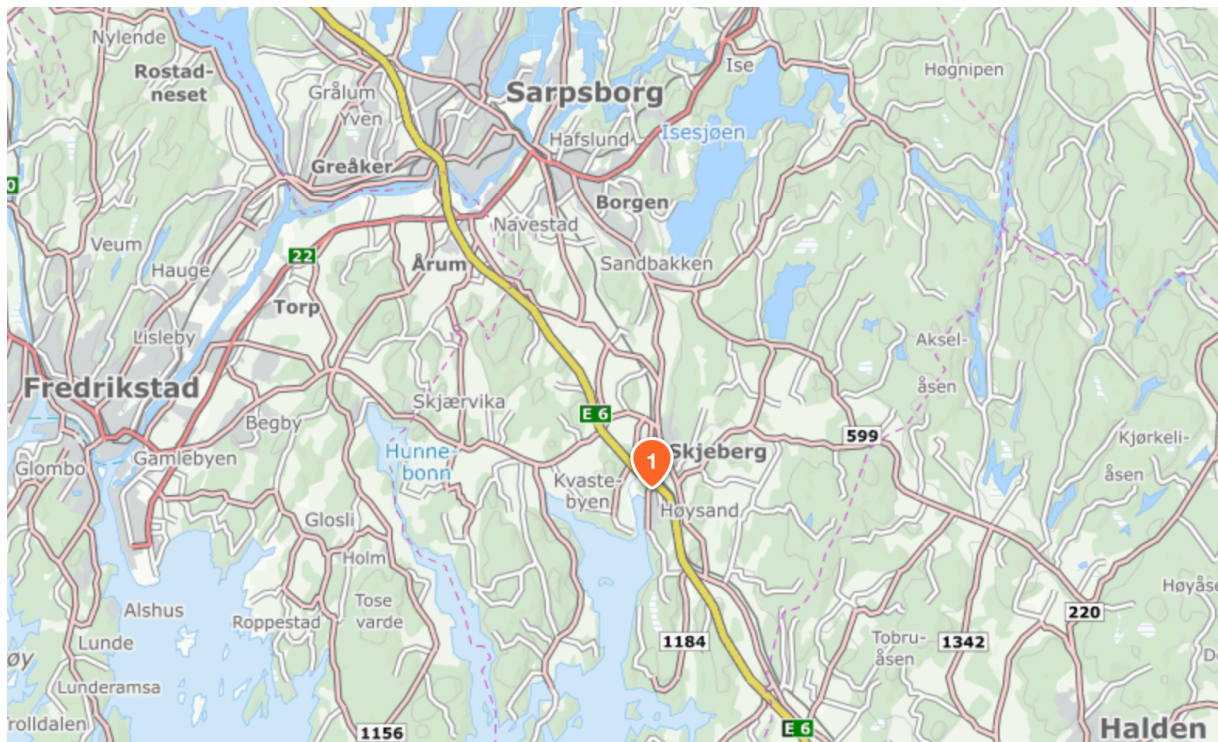 Nylende
Rostad-
neset
Grålum
Yven
Sarpsborg
Ise
Høgnipen
Isesjøen
Hafslund
Greåker
Borgen
Navestad
Veum
22
Hauge
Årum
Sandbakken
Torp
Lisleby
Aksel-
åsen
Fredrikstad
Skjærvika
E 6
Begby
599
Kjørkeli-
åsen
Glombo
Gamlebyen
Hunne-
bonn
1
Skjeberg
Kvaste-
byen
Høysand
Glosli
Holm
Alshus
Tose
varde
Roppestad
Lunde
1184
Tobru-
åsen
1342
220
Lunderamsa
1156
E 6
Halden